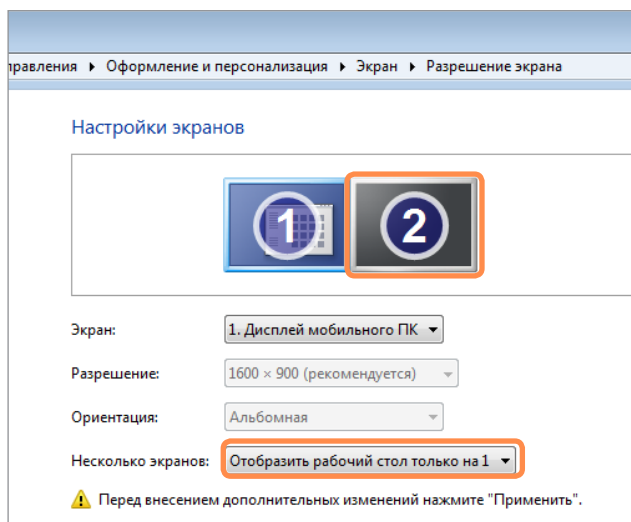 правления ▸ Оформление и персонализация ▸ Экран ▸ Разрешение экрана
Настройки экранов
1 2
Экран: 1. Дисплей мобильного ПК
Разрешение: 1600 × 900 (рекомендуется)
Ориентация: Альбомная
Несколько экранов: Отобразить рабочий стол только на 1
Перед внесением дополнительных изменений нажмите "Применить".